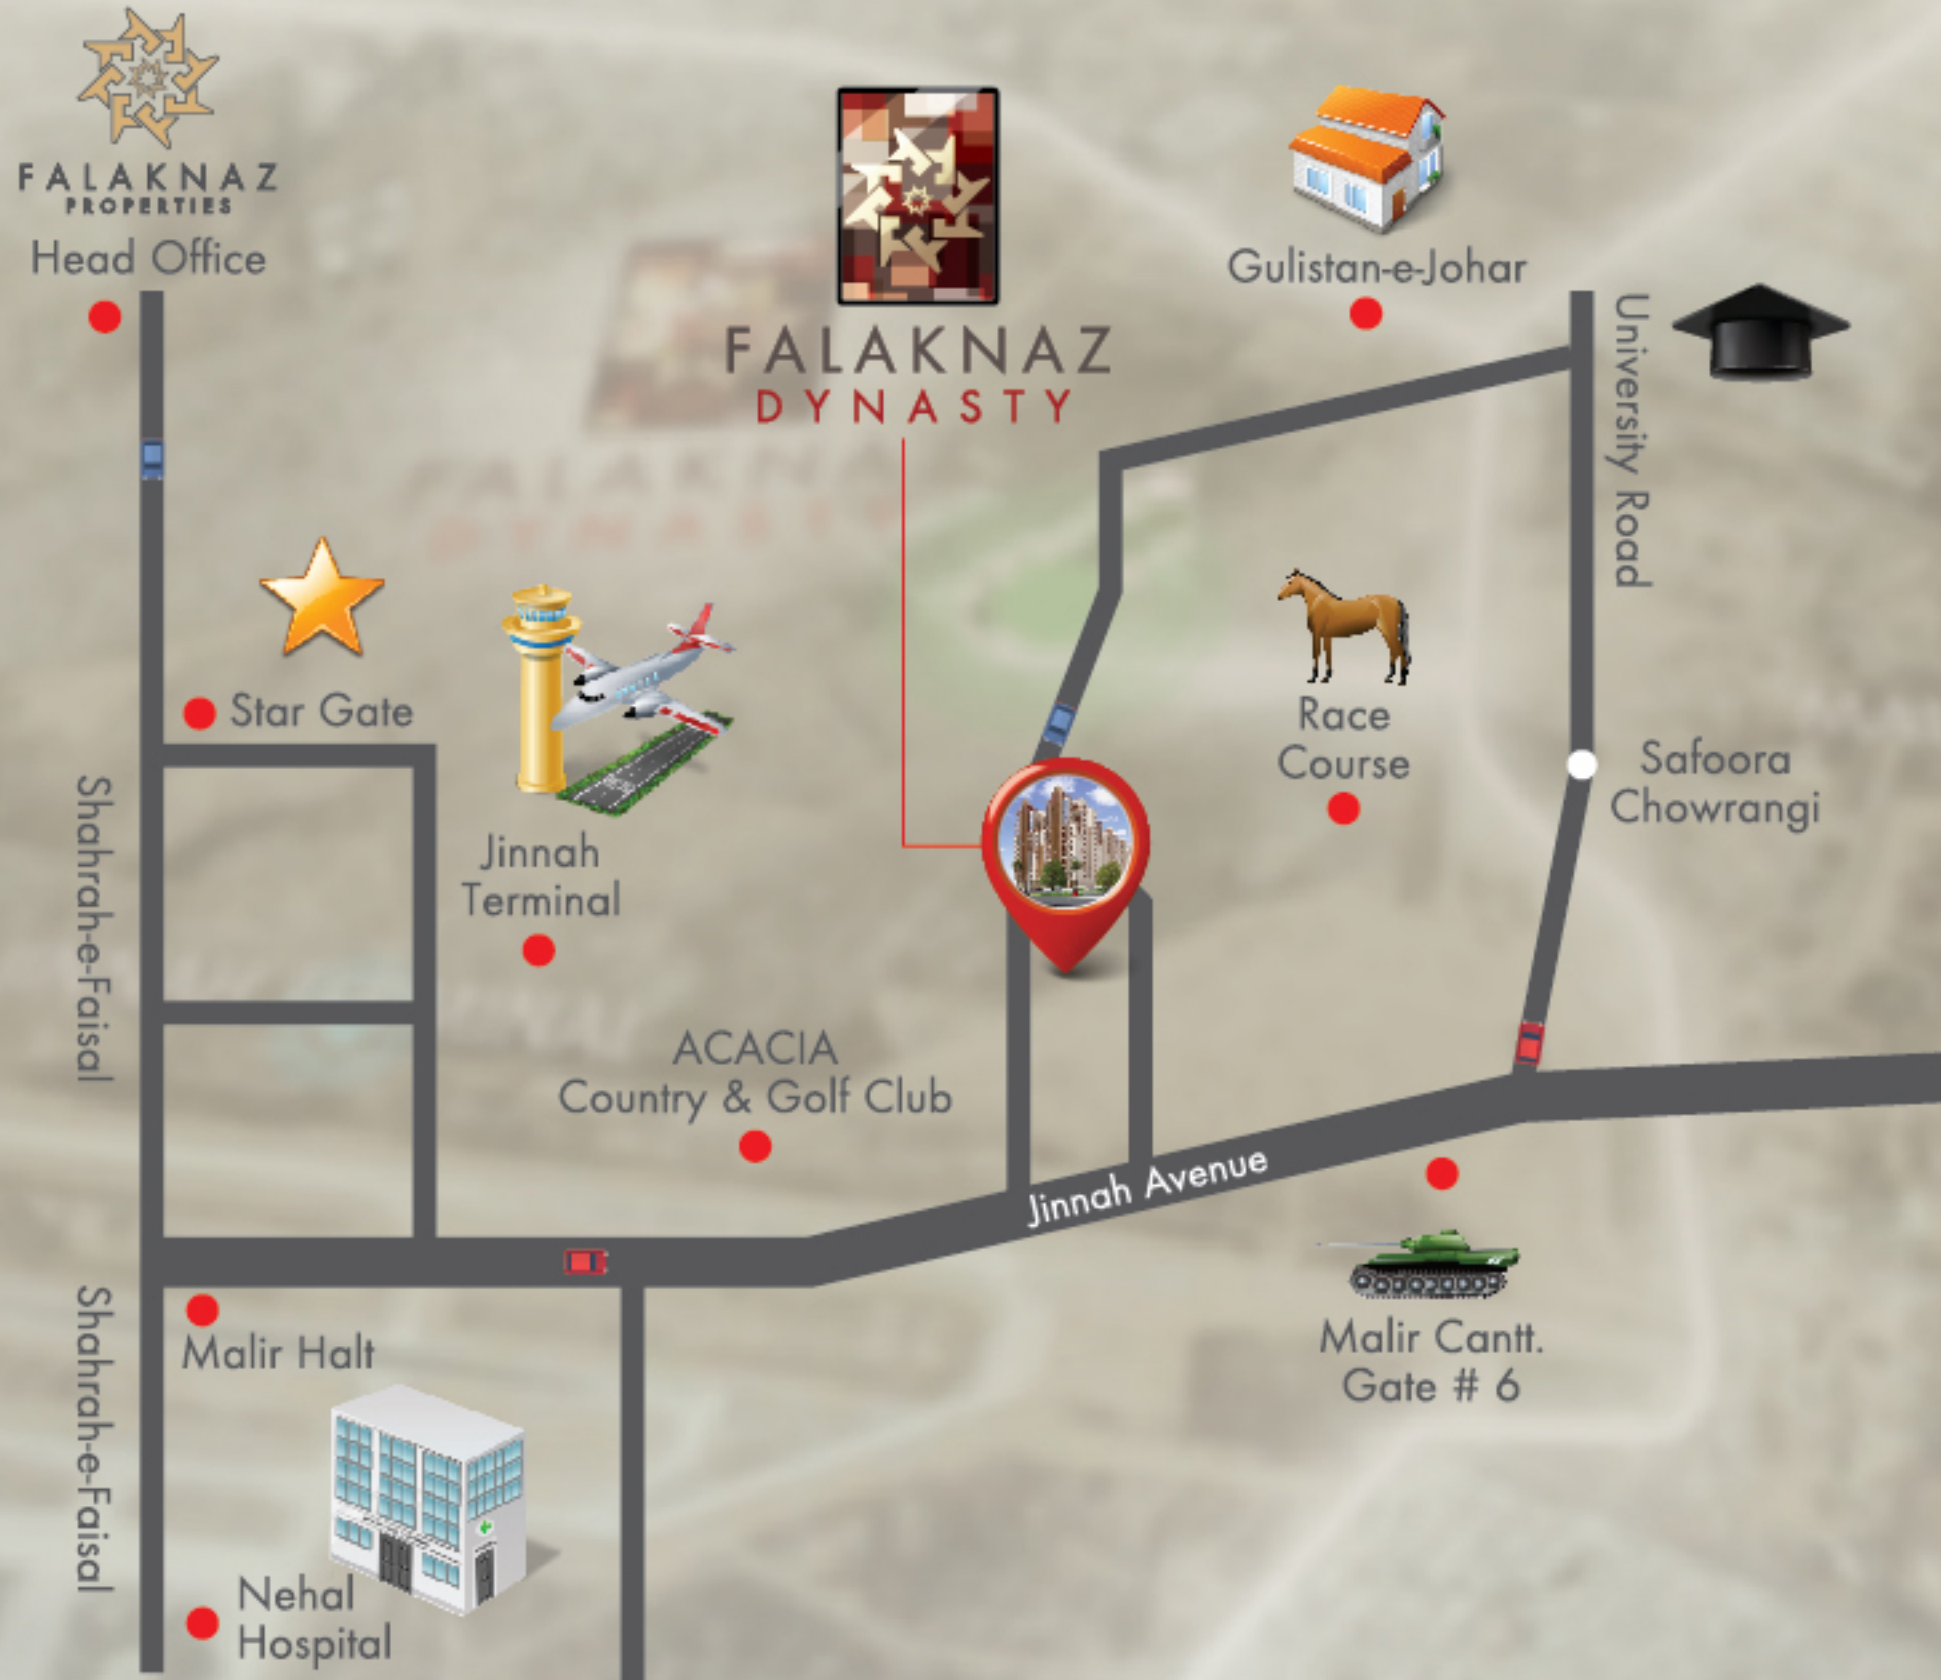 FALAKNAZ
PROPERTIES
Head Office
FALAKNAZ
DYNASTY
Gulistan-e-Johar
University Road
Star Gate
Jinnah
Terminal
Race
Course
Safoora
Chowrangi
Shahrah-e-Faisal
ACACIA
Country & Golf Club
Jinnah Avenue
Malir Halt
Malir Cantt.
Gate # 6
Shahrah-e-Faisal
Nehal
Hospital